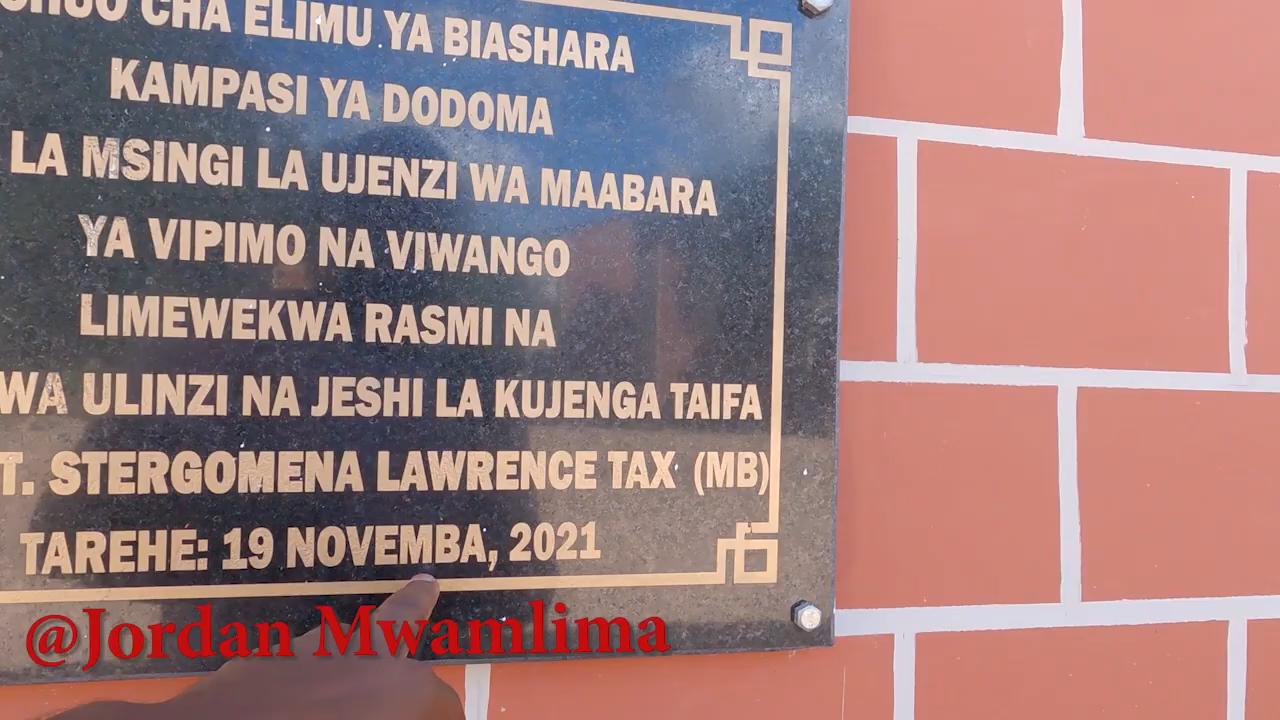 CHUO CHA ELIMU YA BIASHARA
KAMPASI YA DODOMA
LA MSINGI LA UJENZI WA MAABARA
YA VIPIMO NA VIWANGO
LIMEWEKWA RASMI NA
WA ULINZI NA JESHI LA KUJENGA TAIFA
T. STERGOMENA LAWRENCE TAX (MB)
TAREHE: 19 NOVEMBA, 2021
@Jordan Mwamlima